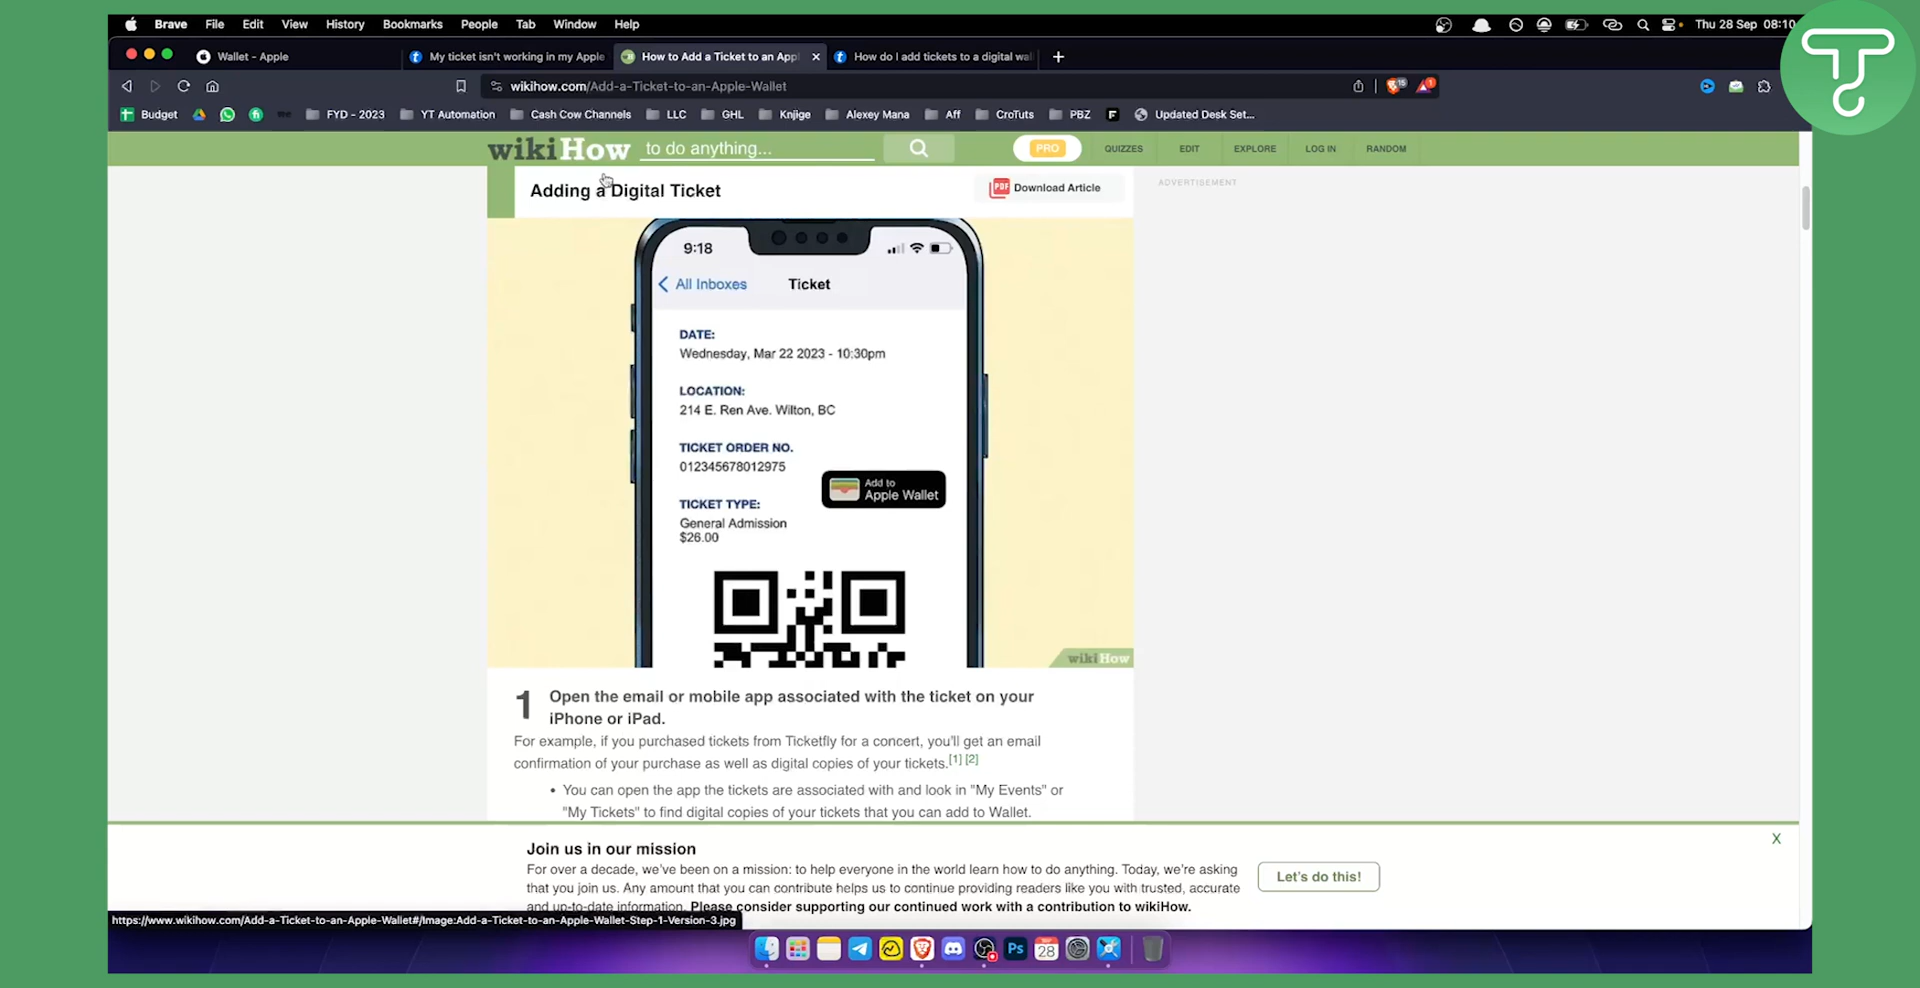 Brave File Edit View History Bookmarks People Tab Window Help Thu 28 Sep 08:10
Wallet - Apple My ticket isn't working in my Apple How to Add a Ticket to an Appl How do I add tickets to a digital wal
wikihow.com/Add-a-Ticket-to-an-Apple-Wallet 15 1
Budget FYD - 2023 YT Automation Cash Cow Channels LLC GHL Knjige Alexey Mana Aff CroTuts PBZ Updated Desk Set...
wikiHow to do anything... PRO QUIZZES EDIT EXPLORE LOG IN RANDOM
Adding a Digital Ticket PDF Download Article ADVERTISEMENT
9:18
All Inboxes Ticket
DATE:
Wednesday, Mar 22 2023 - 10:30pm
LOCATION:
214 E. Ren Ave. Wilton, BC
TICKET ORDER NO.
012345678012975
Add to
Apple Wallet
TICKET TYPE:
General Admission
$26.00
wikiHow
1 Open the email or mobile app associated with the ticket on your
iPhone or iPad.
For example, if you purchased tickets from Ticketfly for a concert, you'll get an email
confirmation of your purchase as well as digital copies of your tickets.[1] [2]
• You can open the app the tickets are associated with and look in "My Events" or
"My Tickets" to find digital copies of your tickets that you can add to Wallet.
X
Join us in our mission
For over a decade, we've been on a mission: to help everyone in the world learn how to do anything. Today, we're asking
Let's do this!
that you join us. Any amount that you can contribute helps us to continue providing readers like you with trusted, accurate
and up-to-date information. Please consider supporting our continued work with a contribution to wikiHow.
https://www.wikihow.com/Add-a-Ticket-to-an-Apple-Wallet#/Image:Add-a-Ticket-to-an-Apple-Wallet-Step-1-Version-3.jpg
Ps 28